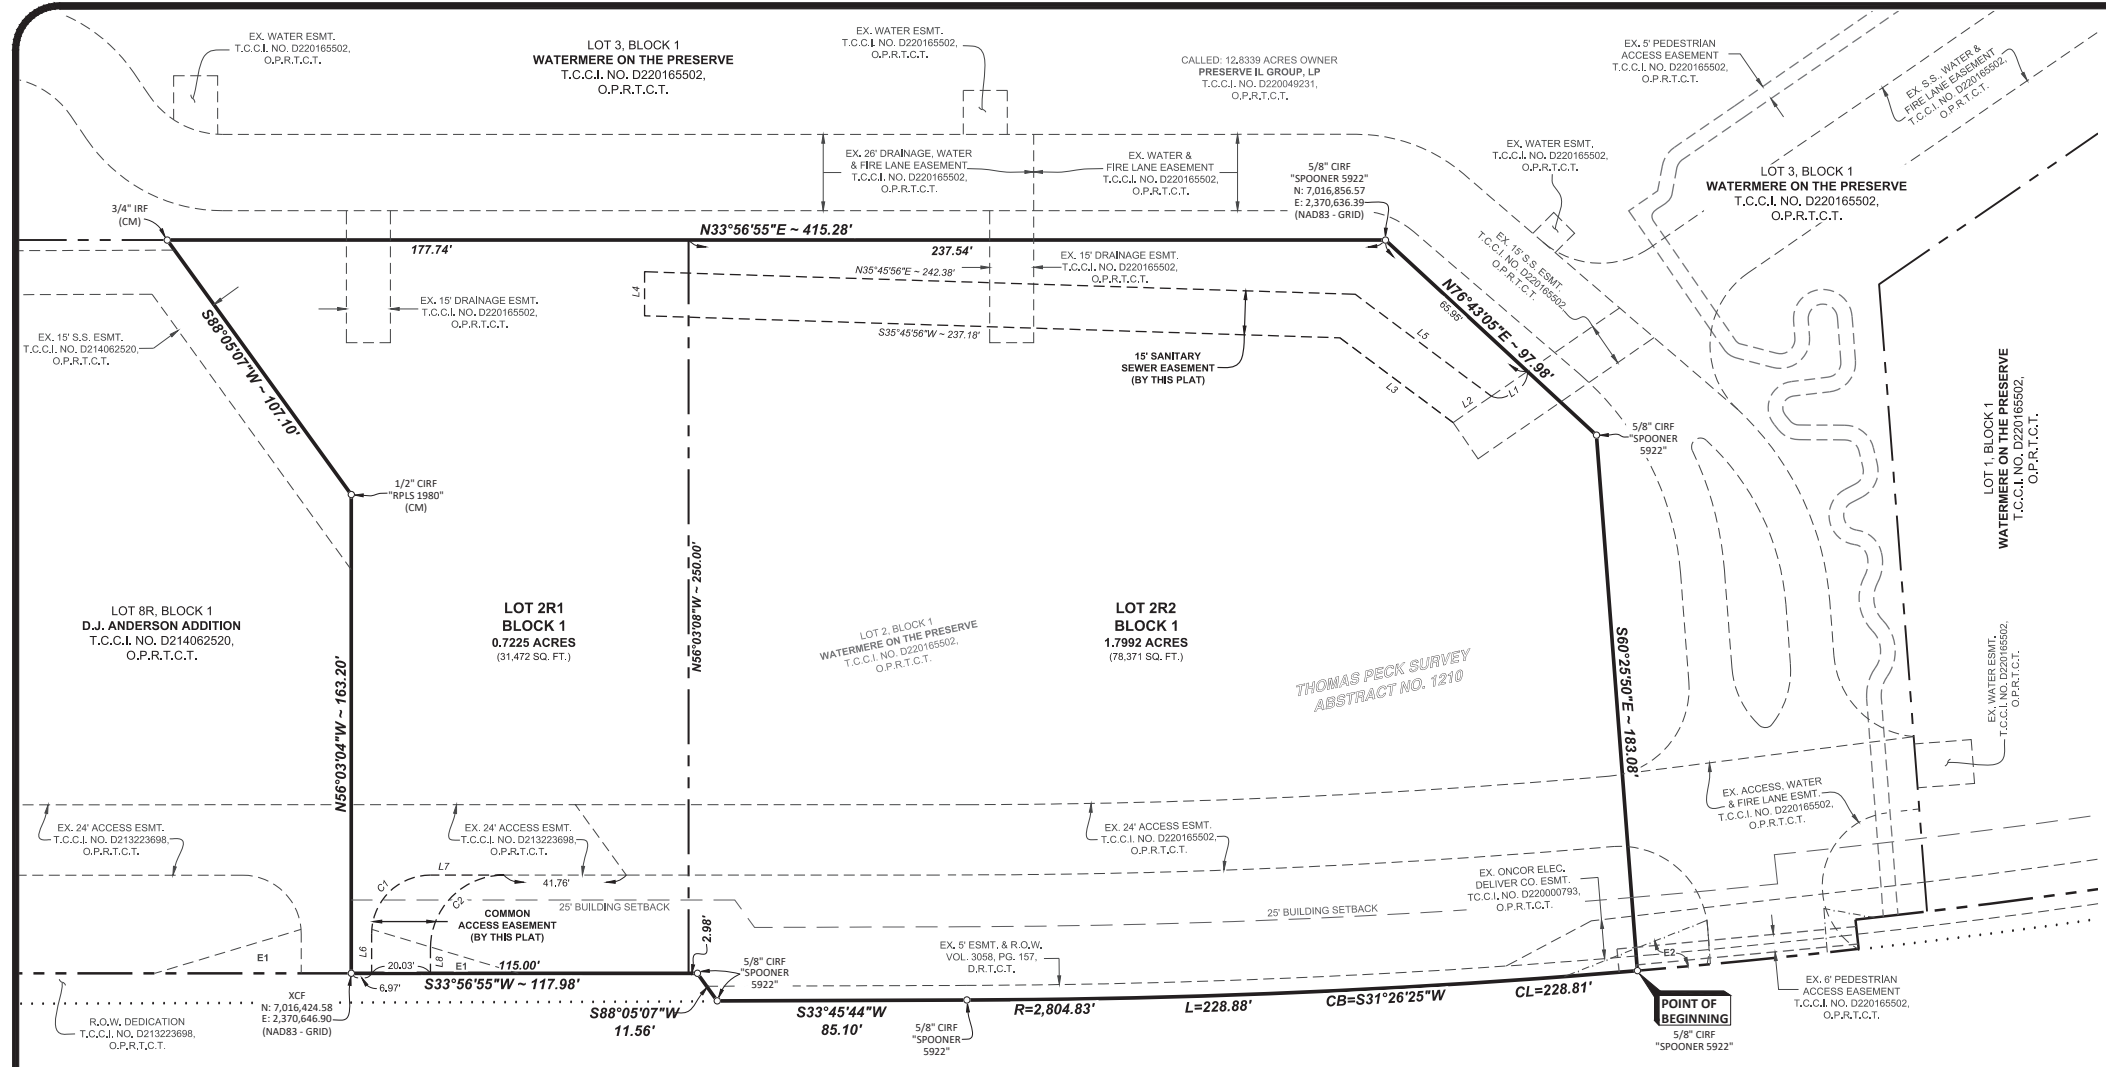 EX. WATER ESMT.
T.C.C.I. NO. D220165502,
O.P.R.T.C.T.
LOT 3, BLOCK 1
WATERMERE ON THE PRESERVE
T.C.C.I. NO. D220165502,
O.P.R.T.C.T.
EX. WATER ESMT.
T.C.C.I. NO. D220165502,
O.P.R.T.C.T.
CALLED: 12.8339 ACRES OWNER
PRESERVE IL GROUP, LP
T.C.C.I. NO. D220049231,
O.P.R.T.C.T.
EX. 5' PEDESTRIAN
ACCESS EASEMENT
T.C.C.I. NO. D220165502,
O.P.R.T.C.T.
EX. S.S., WATER &
FIRE LANE EASEMENT
T.C.C.I. NO. D220165502,
O.P.R.T.C.T.
EX. 26' DRAINAGE, WATER
& FIRE LANE EASEMENT
T.C.C.I. NO. D220165502,
O.P.R.T.C.T.
EX. WATER &
FIRE LANE EASEMENT
T.C.C.I. NO. D220165502,
O.P.R.T.C.T.
5/8" CIRF
"SPOONER 5922"
N: 7,016,856.57
E: 2,370,636.39
(NAD83 - GRID)
EX. WATER ESMT.
T.C.C.I. NO. D220165502,
O.P.R.T.C.T.
LOT 3, BLOCK 1
WATERMERE ON THE PRESERVE
T.C.C.I. NO. D220165502,
O.P.R.T.C.T.
3/4" IRF
(CM)
N33°56'55"E ~ 415.28'
177.74'
237.54'
N35°45'56"E ~ 242.38'
EX. 15' DRAINAGE ESMT.
T.C.C.I. NO. D220165502,
O.P.R.T.C.T.
EX. 15' S.S. ESMT.
T.C.C.I. NO. D220165502,
O.P.R.T.C.T.
L4
EX. 15' DRAINAGE ESMT.
T.C.C.I. NO. D220165502,
O.P.R.T.C.T.
S35°45'56"W ~ 237.18'
N76°43'05"E ~ 97.98'
65.95'
L5
L3
L2
L1
15' SANITARY
SEWER EASEMENT
(BY THIS PLAT)
EX. 15' S.S. ESMT.
T.C.C.I. NO. D214062520,
O.P.R.T.C.T.
S88°05'07"W ~ 107.10'
1/2" CIRF
"RPLS 1980"
(CM)
5/8" CIRF
"SPOONER
5922"
LOT 1, BLOCK 1
WATERMERE ON THE PRESERVE
T.C.C.I. NO. D220165502,
O.P.R.T.C.T.
LOT 8R, BLOCK 1
D.J. ANDERSON ADDITION
T.C.C.I. NO. D214062520,
O.P.R.T.C.T.
N56°03'04"W ~ 163.20'
LOT 2R1
BLOCK 1
0.7225 ACRES
(31,472 SQ. FT.)
N56°03'08"W ~ 250.00'
LOT 2, BLOCK 1
WATERMERE ON THE PRESERVE
T.C.C.I. NO. D220165502,
O.P.R.T.C.T.
LOT 2R2
BLOCK 1
1.7992 ACRES
(78,371 SQ. FT.)
THOMAS PECK SURVEY
ABSTRACT NO. 1210
S60°25'50"E ~ 183.08'
EX. WATER ESMT.
T.C.C.I. NO. D220165502,
O.P.R.T.C.T.
EX. ACCESS, WATER
& FIRE LANE ESMT.
T.C.C.I. NO. D220165502,
O.P.R.T.C.T.
EX. 24' ACCESS ESMT.
T.C.C.I. NO. D213223698,
O.P.R.T.C.T.
EX. 24' ACCESS ESMT.
T.C.C.I. NO. D213223698,
O.P.R.T.C.T.
EX. 24' ACCESS ESMT.
T.C.C.I. NO. D220165502,
O.P.R.T.C.T.
L7
C1
C2
41.76'
25' BUILDING SETBACK
25' BUILDING SETBACK
EX. ONCOR ELEC.
DELIVER CO. ESMT.
TC.C.I. NO. D220000793,
O.P.R.T.C.T.
COMMON
ACCESS EASEMENT
(BY THIS PLAT)
2.98'
EX. 5' ESMT. & R.O.W.
VOL. 3058, PG. 157,
D.R.T.C.T.
E1
L6
L8
E1
20.03'
115.00'
6.97'
S33°56'55"W ~ 117.98'
5/8" CIRF
"SPOONER
5922"
E2
XCF
N: 7,016,424.58
E: 2,370,646.90
(NAD83 - GRID)
R.O.W. DEDICATION
T.C.C.I. NO. D213223698,
O.P.R.T.C.T.
S88°05'07"W
11.56'
S33°45'44"W
85.10'
5/8" CIRF
"SPOONER
5922"
R=2,804.83'
L=228.88'
CB=S31°26'25"W
CL=228.81'
POINT OF
BEGINNING
5/8" CIRF
"SPOONER 5922"
EX. 6' PEDESTRIAN
ACCESS EASEMENT
T.C.C.I. NO. D220165502,
O.P.R.T.C.T.